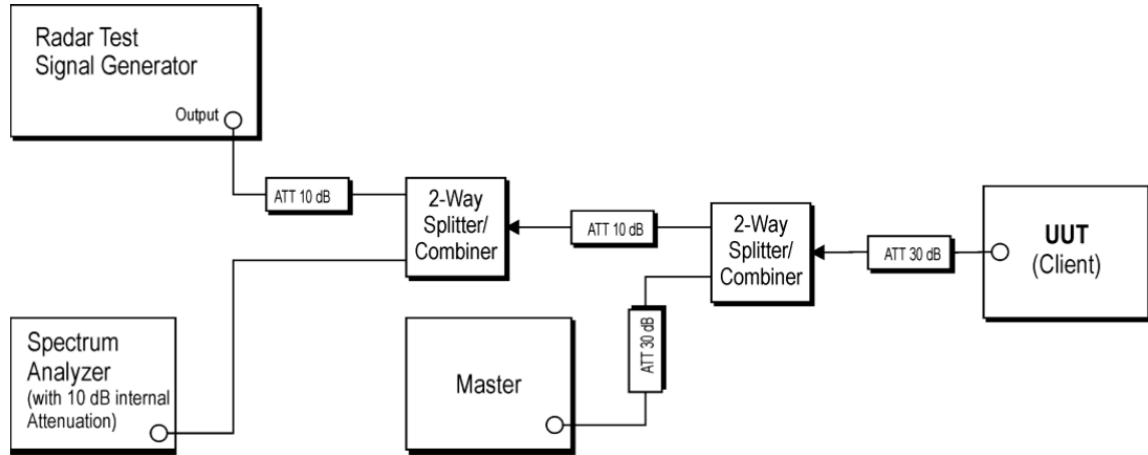 Radar Test
Signal Generator
Output
ATT 10 dB
2-Way
Splitter/
Combiner
ATT 10 dB
2-Way
Splitter/
Combiner
ATT 30 dB
UUT
(Client)
Spectrum
Analyzer
(with 10 dB internal
Attenuation)
Master
ATT 30 dB